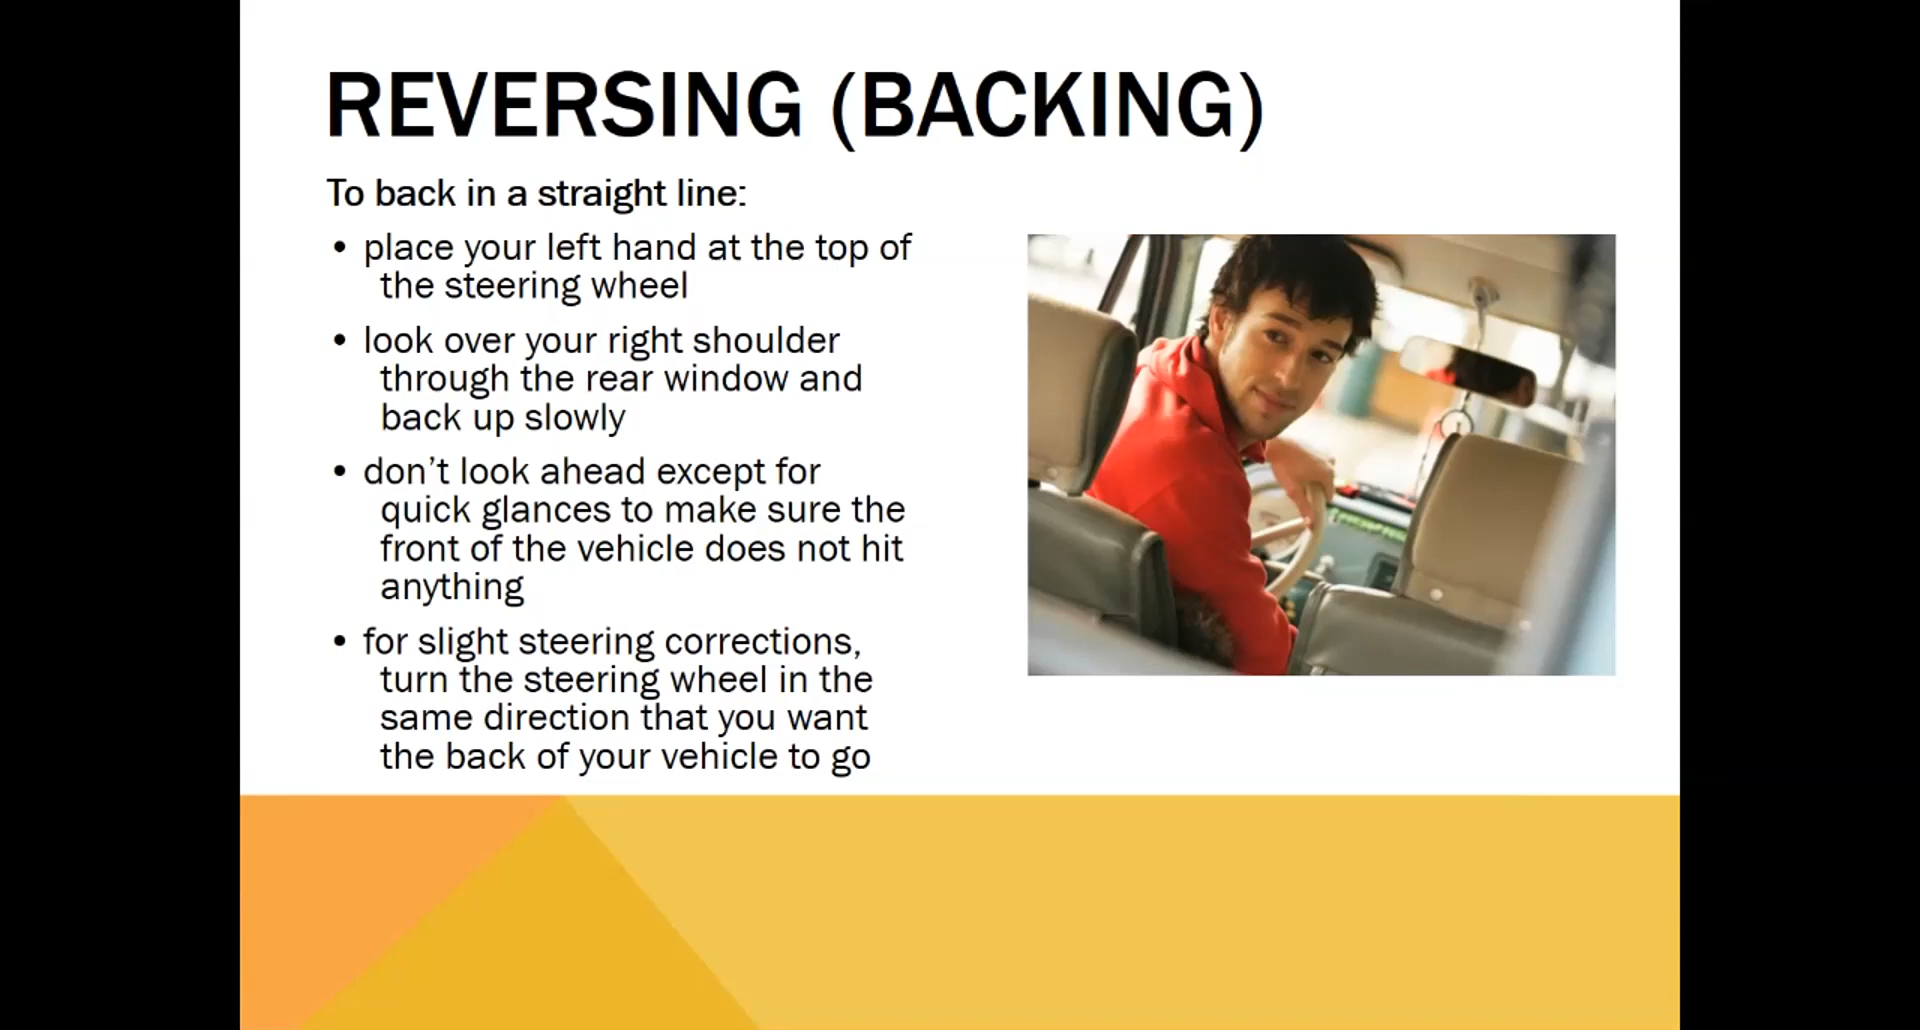 REVERSING (BACKING)
To back in a straight line:
• place your left hand at the top of
the steering wheel
• look over your right shoulder
through the rear window and
back up slowly
• don’t look ahead except for
quick glances to make sure the
front of the vehicle does not hit
anything
• for slight steering corrections,
turn the steering wheel in the
same direction that you want
the back of your vehicle to go